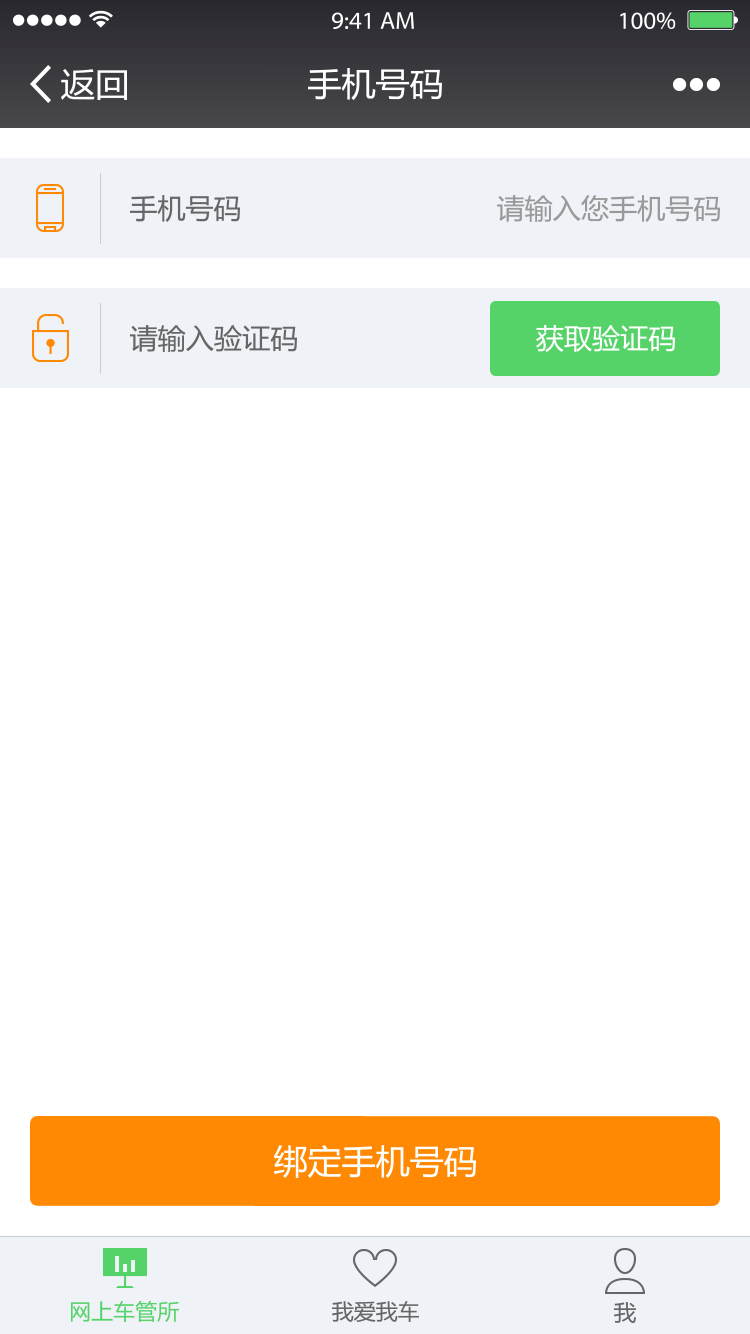 9:41 AM 100%
返回 手机号码
手机号码 请输入您手机号码
请输入验证码 获取验证码
绑定手机号码
网上车管所 我爱我车 我